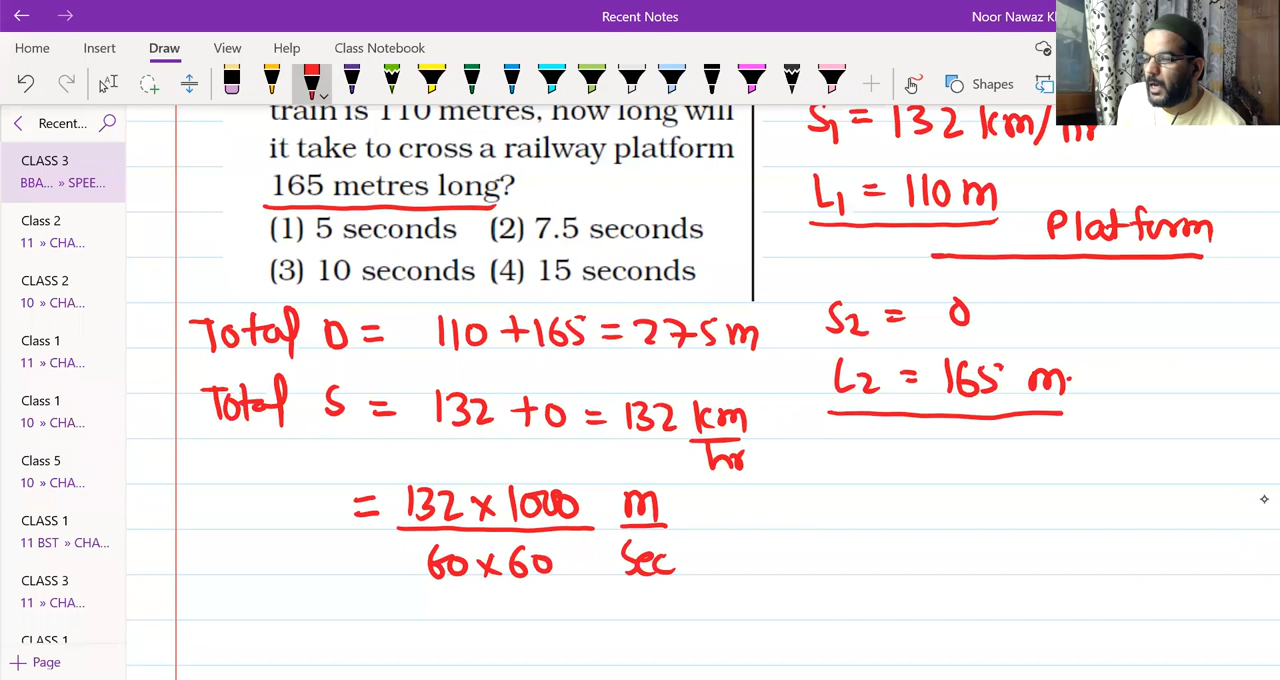 Recent Notes
Noor Nawaz Kh
Home Insert Draw View Help Class Notebook
Shapes
Recent...
CLASS 3
BBA... » SPEE...
Class 2
11 » CHA...
CLASS 2
10 » CHA...
Class 1
11 » CHA...
Class 1
10 » CHA...
Class 5
10 » CHA...
CLASS 1
11 BST » CHA...
CLASS 3
11 » CHA...
CLASS 1
Page
train is 110 metres, how long will
it take to cross a railway platform
165 metres long?
(1) 5 seconds (2) 7.5 seconds
(3) 10 seconds (4) 15 seconds
S1 = 132 km/hr
L1 = 110 m
Platform
S2 = 0
L2 = 165 m.
Total D = 110 + 165 = 275 m
Total S = 132 + 0 = 132 km/hr
= 132 × 1000 / 60 × 60 m/sec